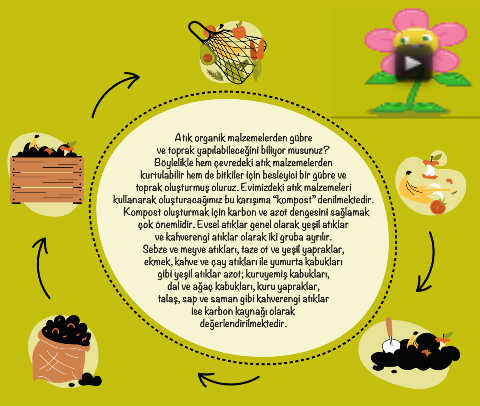 Atık organik malzemelerden gübre
ve toprak yapılabileceğini biliyor musunuz?
Böylelikle hem çevredeki atık malzemelerden
kurtulabilir hem de bitkiler için besleyici bir gübre ve
toprak oluşturmuş oluruz. Evimizdeki atık malzemeleri
kullanarak oluşturacağımız bu karışıma “kompost” denilmektedir.
Kompost oluşturmak için karbon ve azot dengesini sağlamak
çok önemlidir. Evsel atıklar genel olarak yeşil atıklar
ve kahverengi atıklar olarak iki gruba ayrılır.
Sebze ve meyve atıkları, taze ot ve yeşil yapraklar,
ekmek, kahve ve çay atıkları ile yumurta kabukları
gibi yeşil atıklar azot; kuruyemiş kabukları,
dal ve ağaç kabukları, kuru yapraklar,
talaş, sap ve saman gibi kahverengi atıklar
ise karbon kaynağı olarak
değerlendirilmektedir.